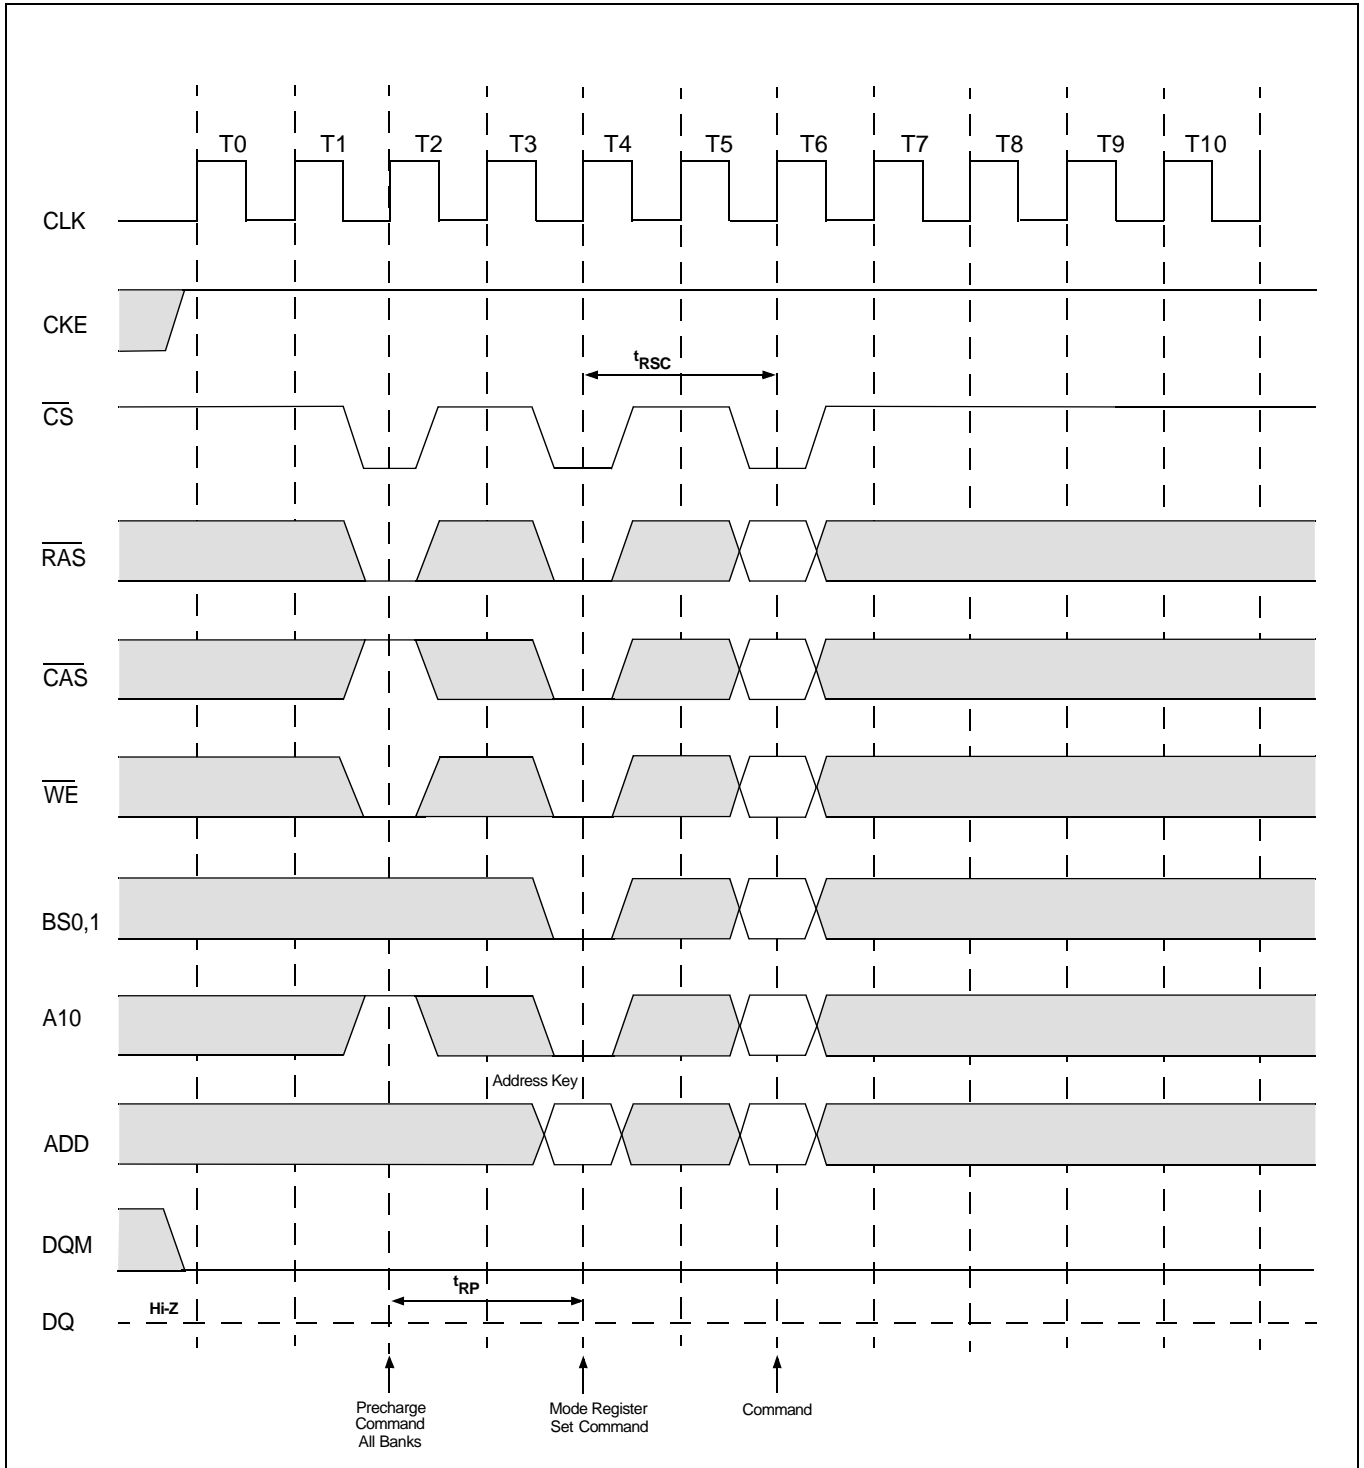 T0 T1 T2 T3 T4 T5 T6 T7 T8 T9 T10
CLK
CKE
tRSC
CS
RAS
CAS
WE
BS0,1
A10
Address Key
ADD
DQM
tRP
Hi-Z
DQ
Precharge
Command
All Banks
Mode Register
Set Command
Command